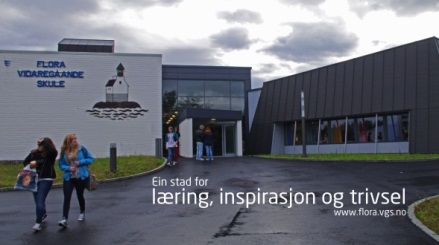 FLORA
VIDAREGÅANDE
SKULE
Ein stad for
læring, inspirasjon og trivsel
www.flora.vgs.no